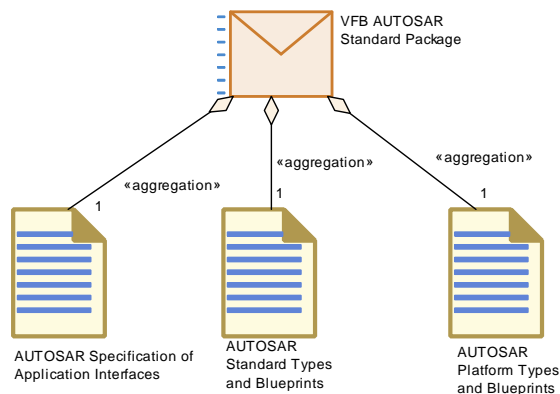 VFB AUTOSAR
Standard Package
«aggregation»
«aggregation»
«aggregation»
1
1
1
AUTOSAR Specification of
Application Interfaces
AUTOSAR
Standard Types
and Blueprints
AUTOSAR
Platform Types
and Blueprints